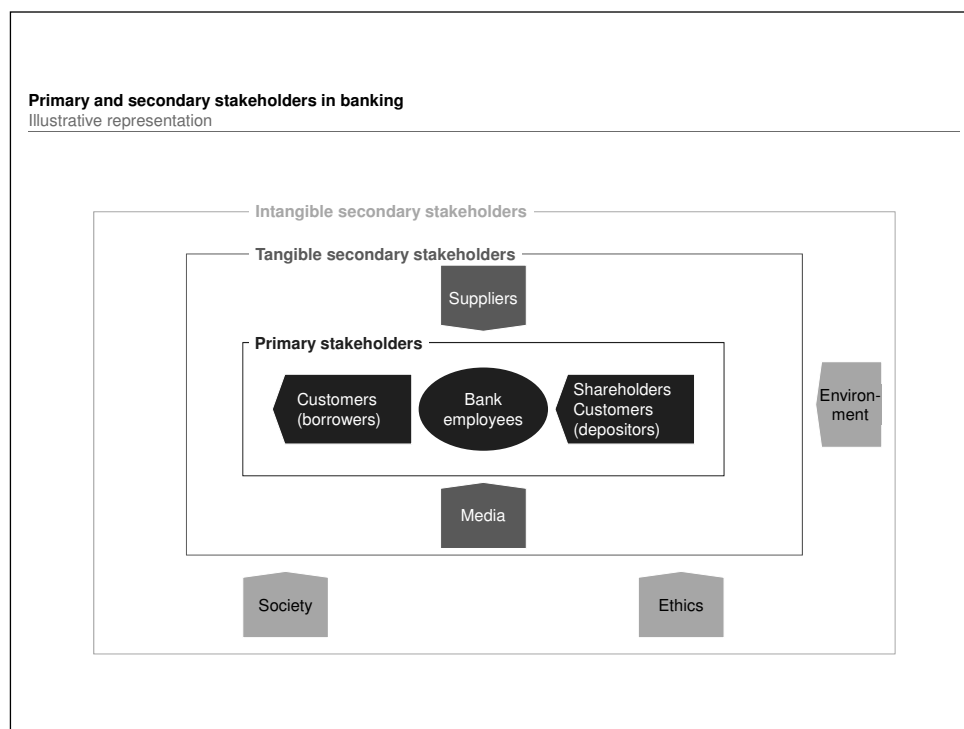 Primary and secondary stakeholders in banking
Illustrative representation
Intangible secondary stakeholders
Tangible secondary stakeholders
Suppliers
Primary stakeholders
Customers
(borrowers)
Bank
employees
Shareholders
Customers
(depositors)
Environ-
ment
Media
Society
Ethics